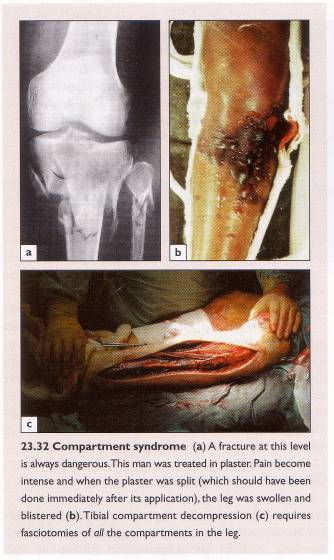 a
b
c
23.32 Compartment syndrome (a) A fracture at this level
is always dangerous.This man was treated in plaster. Pain become
intense and when the plaster was split (which should have been
done immediately after its application), the leg was swollen and
blistered (b).Tibial compartment decompression (c) requires
fasciotomies of all the compartments in the leg.